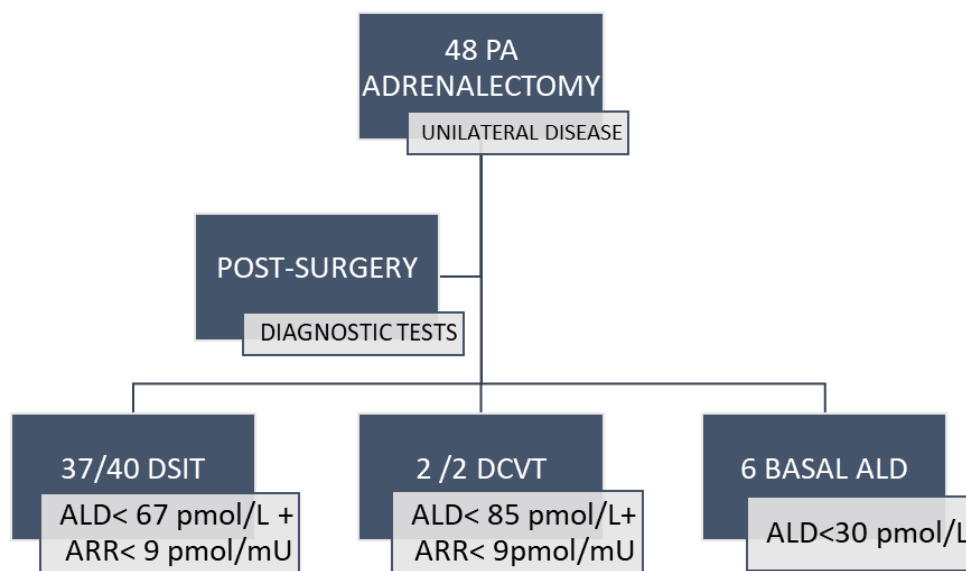 48 PA
ADRENALECTOMY
UNILATERAL DISEASE
POST-SURGERY
DIAGNOSTIC TESTS
37/40 DSIT
ALD< 67 pmol/L +
ARR< 9 pmol/mU
2 /2 DCVT
ALD< 85 pmol/L+
ARR< 9pmol/mU
6 BASAL ALD
ALD<30 pmol/L